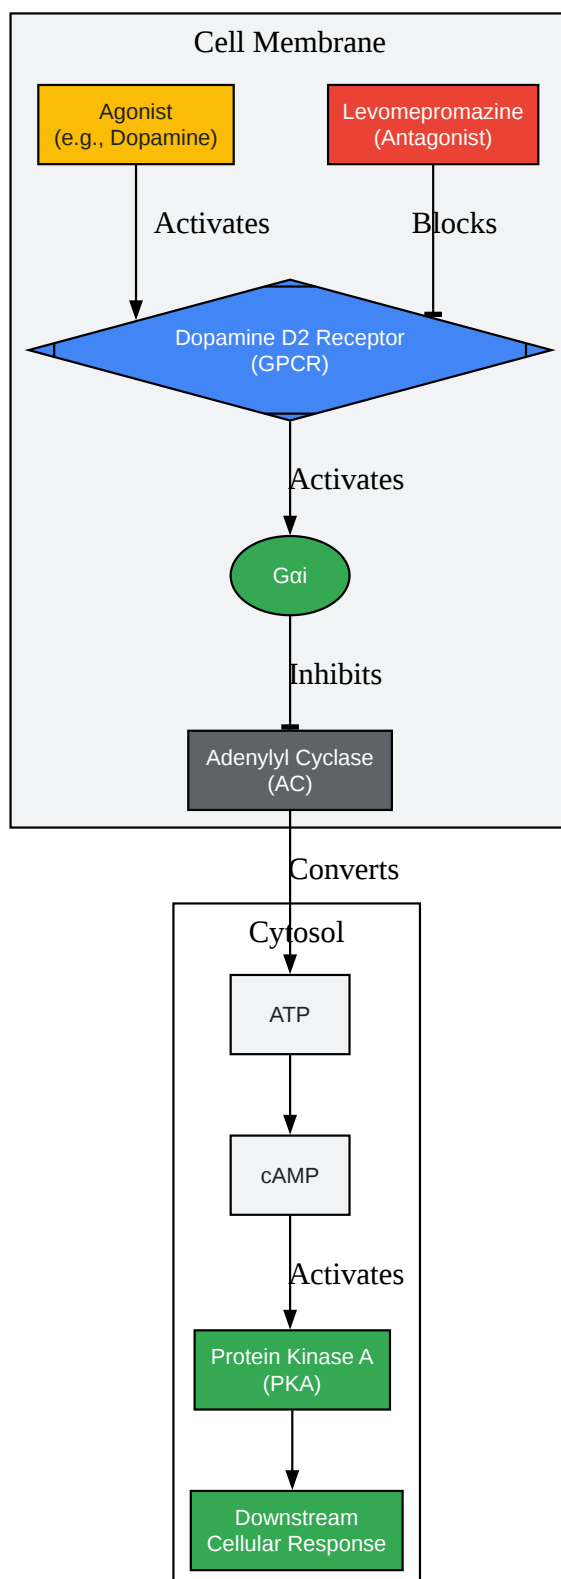 Cell Membrane
Agonist
(e.g., Dopamine)
Levomepromazine
(Antagonist)
Activates
Blocks
Dopamine D2 Receptor
(GPCR)
Activates
Gαi
Inhibits
Adenylyl Cyclase
(AC)
Converts
Cytosol
ATP
cAMP
Activates
Protein Kinase A
(PKA)
Downstream
Cellular Response